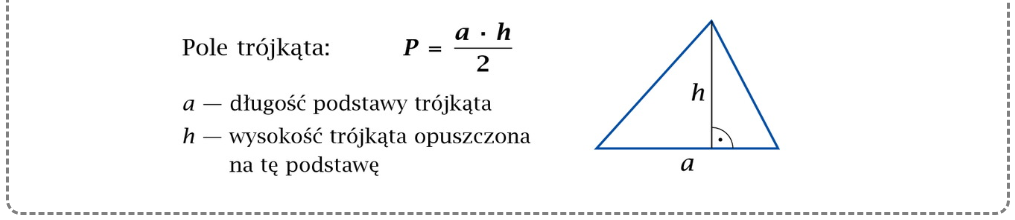 Pole trójkąta: P = a · h / 2
a — długość podstawy trójkąta
h — wysokość trójkąta opuszczona
na tę podstawę
h
a